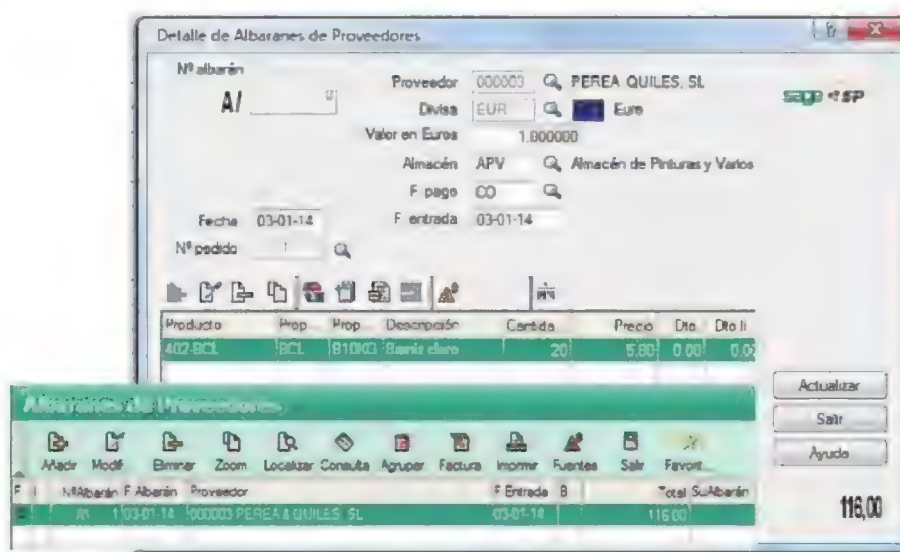 Detalle de Albaranes de Proveedores
Nº albarán
A/
Proveedor 000003 PEREA QUILES, SL
Divisa EUR Euro
Valor en Euros 1.000000
Almacén APV Almacén de Pinturas y Varios
F pago CO
Fecha 03-01-14 F entrada 03-01-14
Nº pedido 1
Producto Prop Prop Descripción Cantida Precio Dto Dto li
402-BCL BCL B10KG Barniz claro 20 5.80 0.00 0.00
Actualizar
Salir
Ayuda
Albaranes de Proveedores
Añadir Modif Eliminar Zoom Localizar Consulta Agrupar Factura Imprimir Fuentes Salir Favorit...
F NºAlbarán F Albarán Proveedor F Entrada B Total SuAlbarán
1 03-01-14 000003 PEREA & QUILES, SL 03-01-14 116.00
116,00